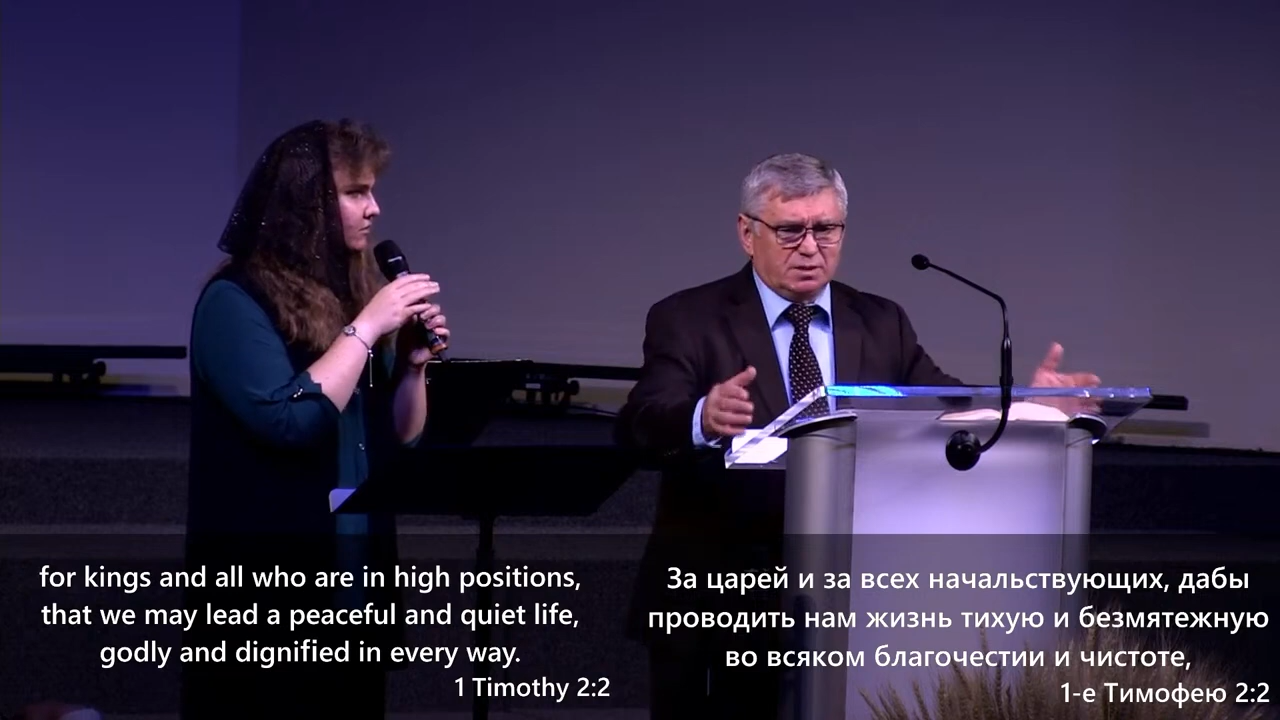 for kings and all who are in high positions,
that we may lead a peaceful and quiet life,
godly and dignified in every way.
1 Timothy 2:2
За царей и за всех начальствующих, дабы
проводить нам жизнь тихую и безмятежную
во всяком благочестии и чистоте,
1-е Тимофею 2:2